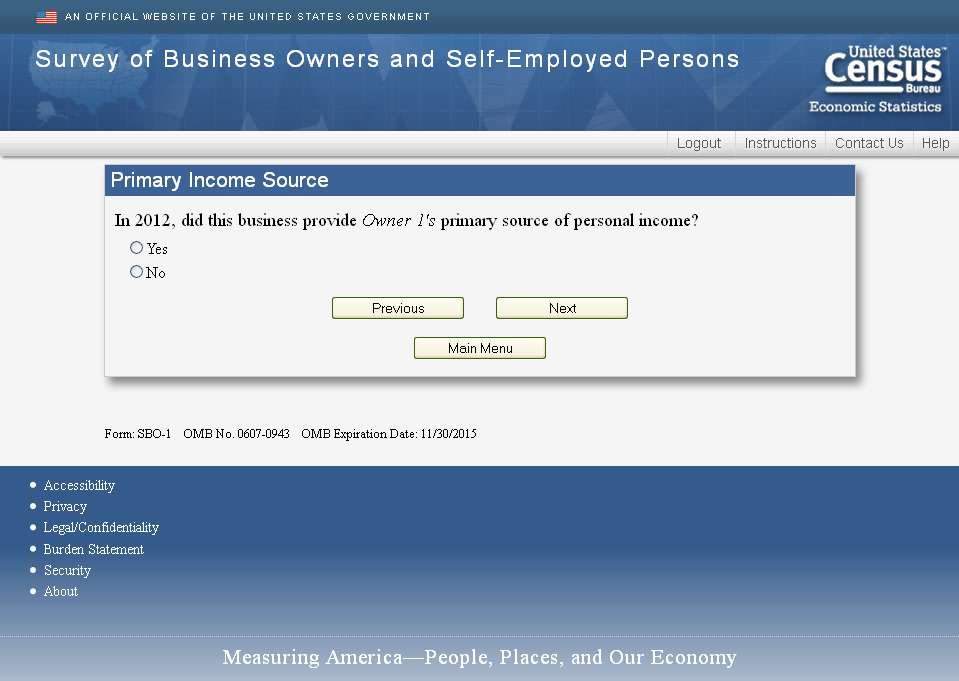 AN OFFICIAL WEBSITE OF THE UNITED STATES GOVERNMENT
Survey of Business Owners and Self-Employed Persons
United States™
Census
Bureau
Economic Statistics
Logout Instructions Contact Us Help
Primary Income Source
In 2012, did this business provide Owner 1's primary source of personal income?
Yes
No
Previous Next
Main Menu
Form: SBO-1 OMB No. 0607-0943 OMB Expiration Date: 11/30/2015
Accessibility
Privacy
Legal/Confidentiality
Burden Statement
Security
About
Measuring America—People, Places, and Our Economy